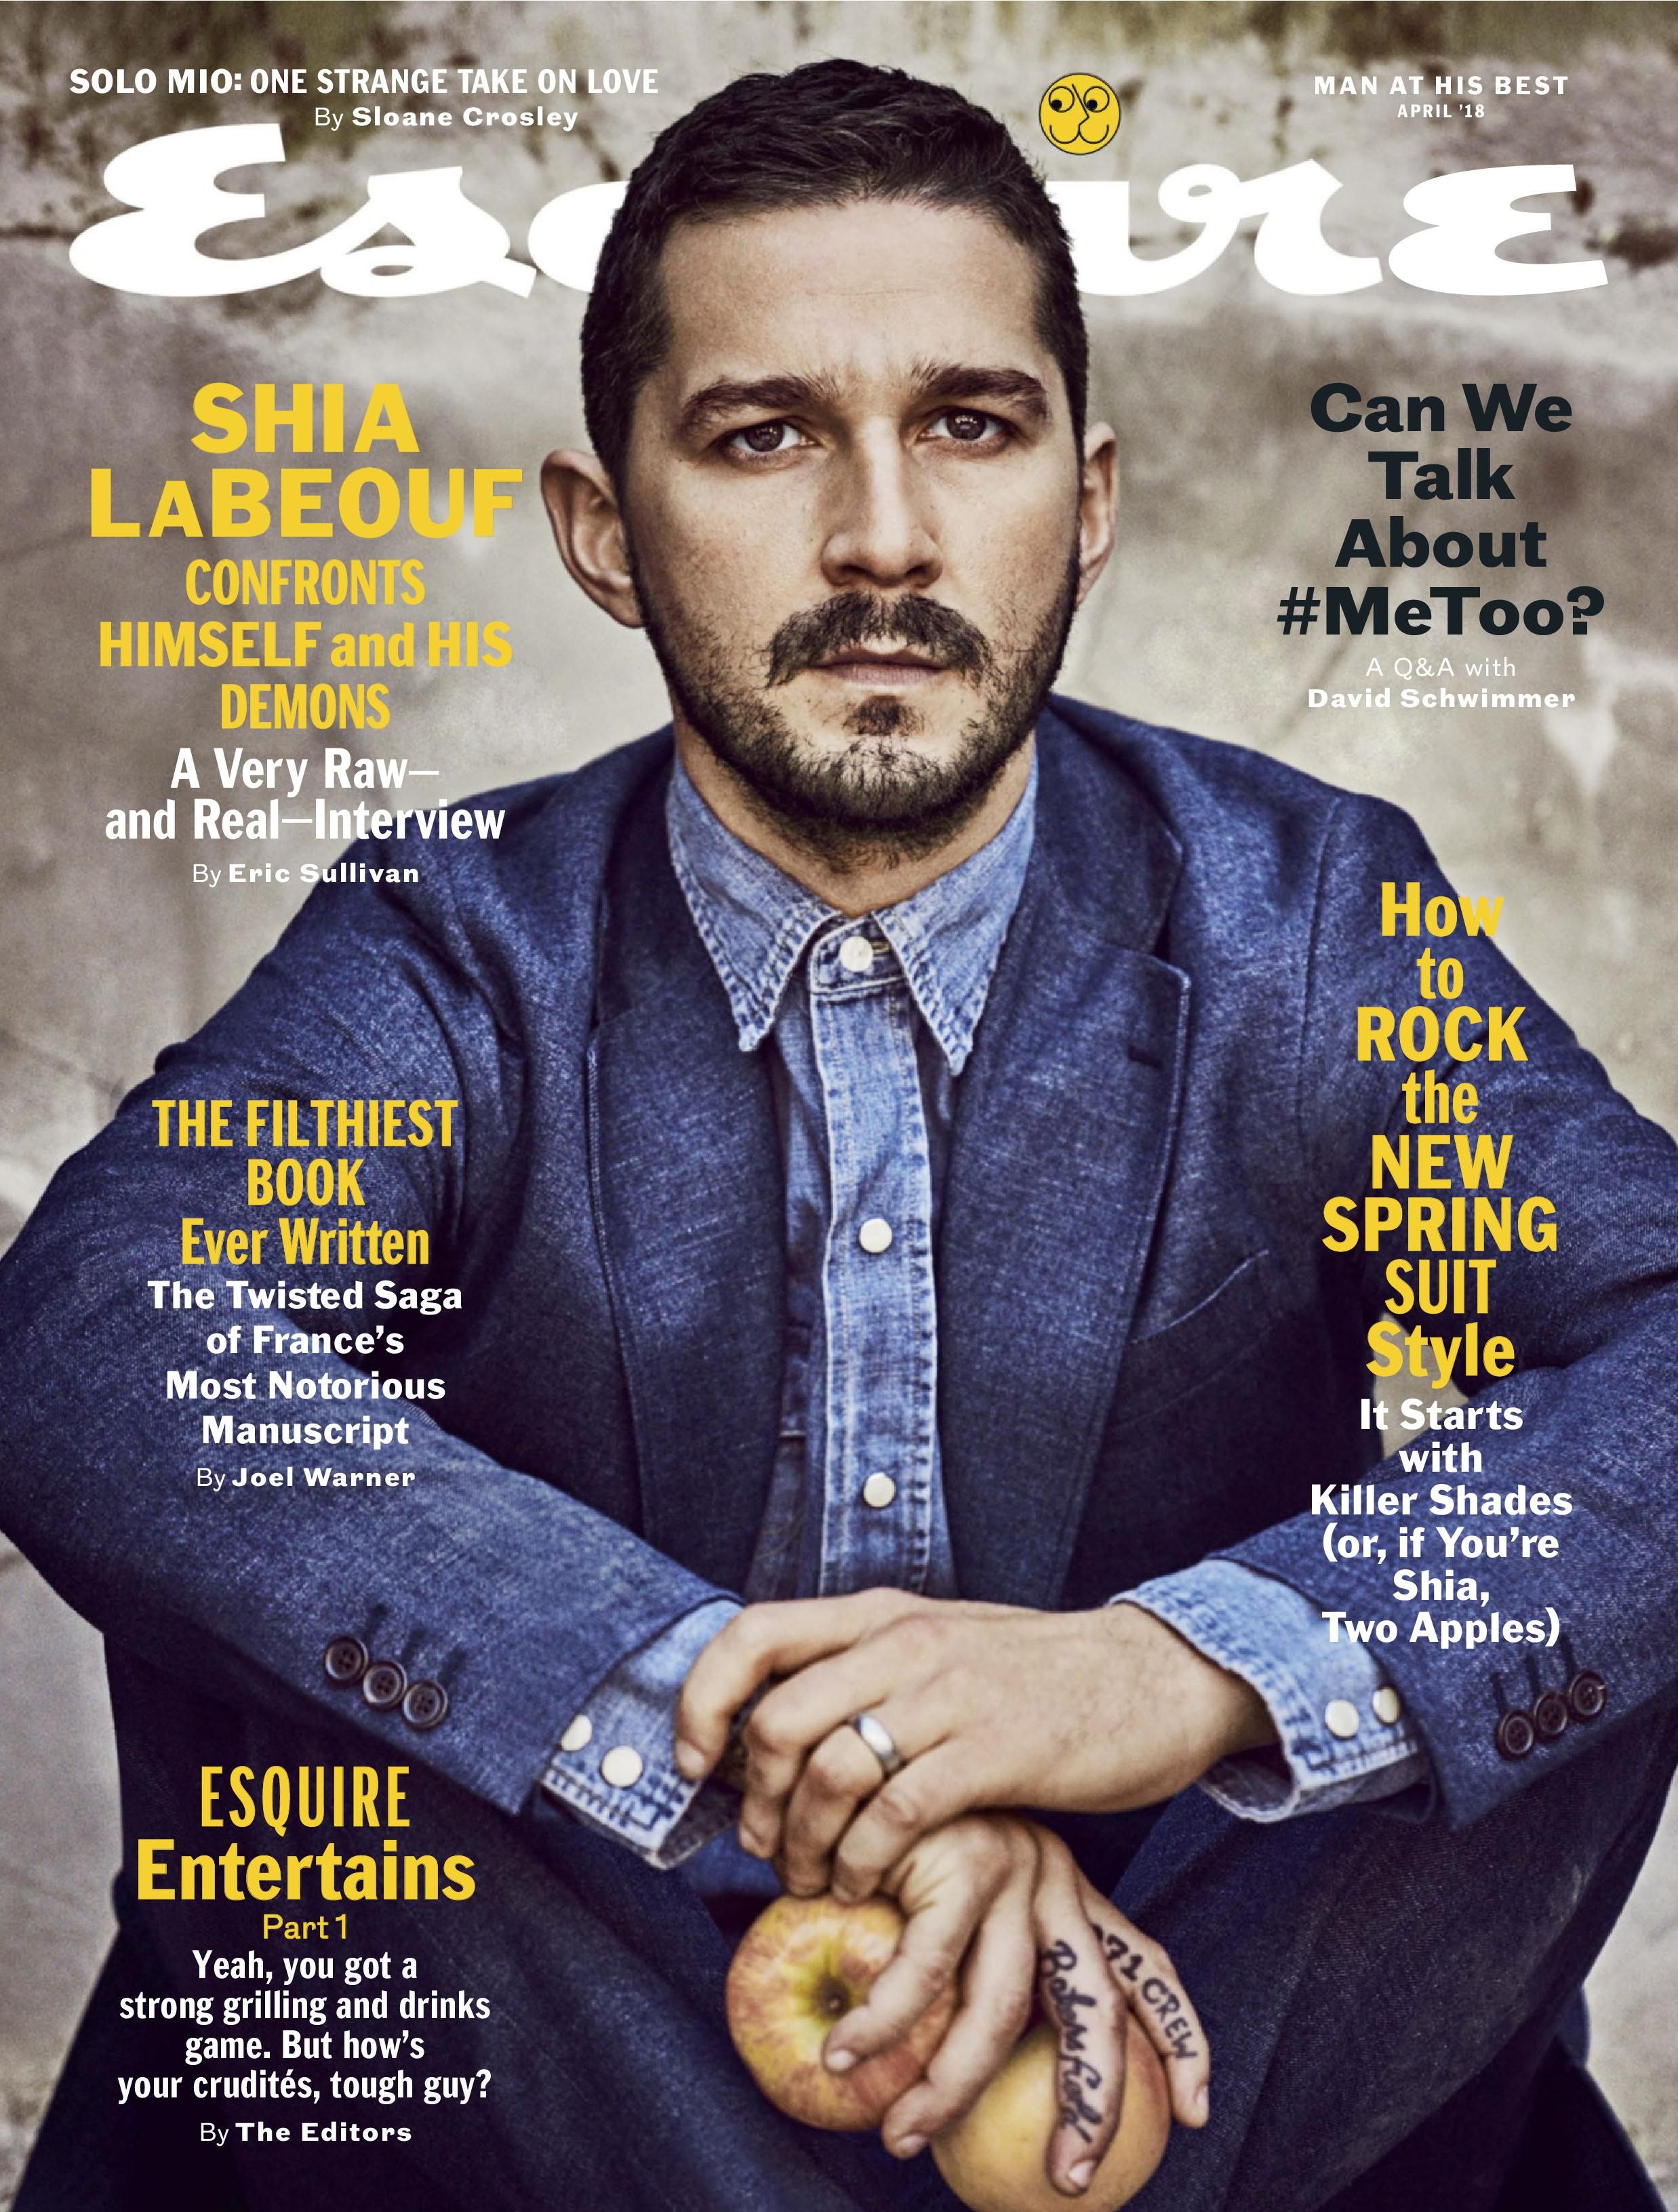 SOLO MIO: ONE STRANGE TAKE ON LOVE
By Sloane Crosley
MAN AT HIS BEST
APRIL '18
Esquire
SHIA
LABEOUF
CONFRONTS
HIMSELF and HIS
DEMONS
A Very Raw—
and Real—Interview
By Eric Sullivan
Can We
Talk
About
#MeToo?
A Q&A with
David Schwimmer
How
to
ROCK
the
NEW
SPRING
SUIT
Style
It Starts
with
Killer Shades
(or, if You're
Shia,
Two Apples)
THE FILTHIEST
BOOK
Ever Written
The Twisted Saga
of France's
Most Notorious
Manuscript
By Joel Warner
ESQUIRE
Entertains
Part 1
Yeah, you got a
strong grilling and drinks
game. But how's
your crudités, tough guy?
By The Editors
CREW